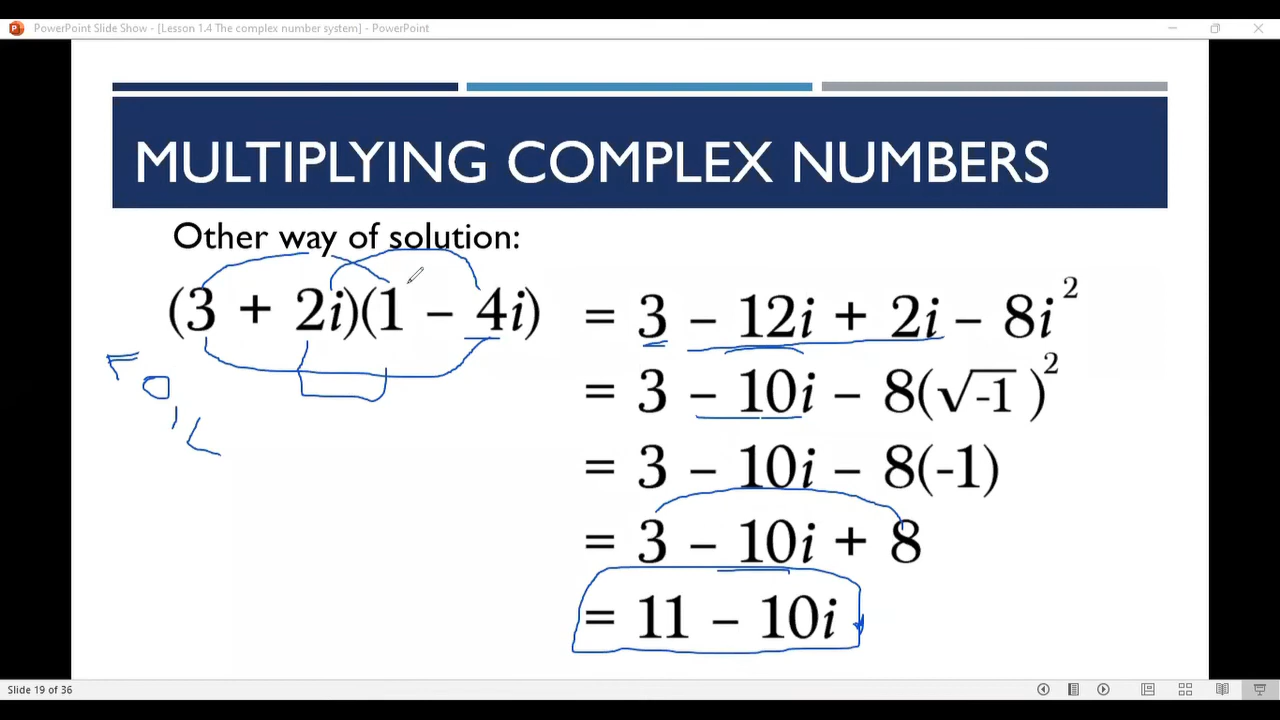 PowerPoint Slide Show - [Lesson 1.4 The complex number system] - PowerPoint
MULTIPLYING COMPLEX NUMBERS
Other way of solution:
(3 + 2i)(1 − 4i) = 3 − 12i + 2i − 8i²
= 3 − 10i − 8(√-1)²
= 3 − 10i − 8(-1)
= 3 − 10i + 8
= 11 − 10i
F
O
I
L
Slide 19 of 36